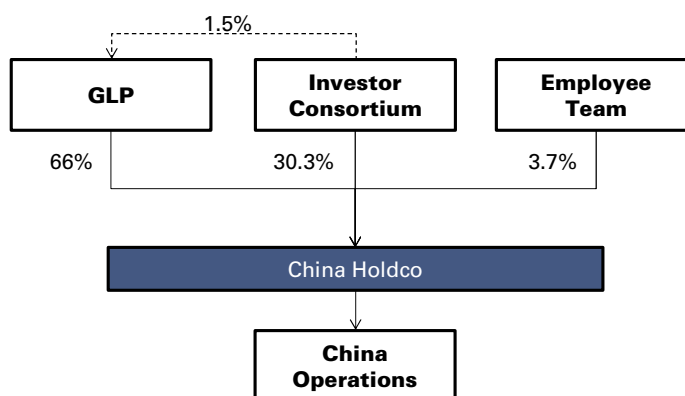 1.5%
GLP
Investor
Consortium
Employee
Team
66%
30.3%
3.7%
China Holdco
China
Operations